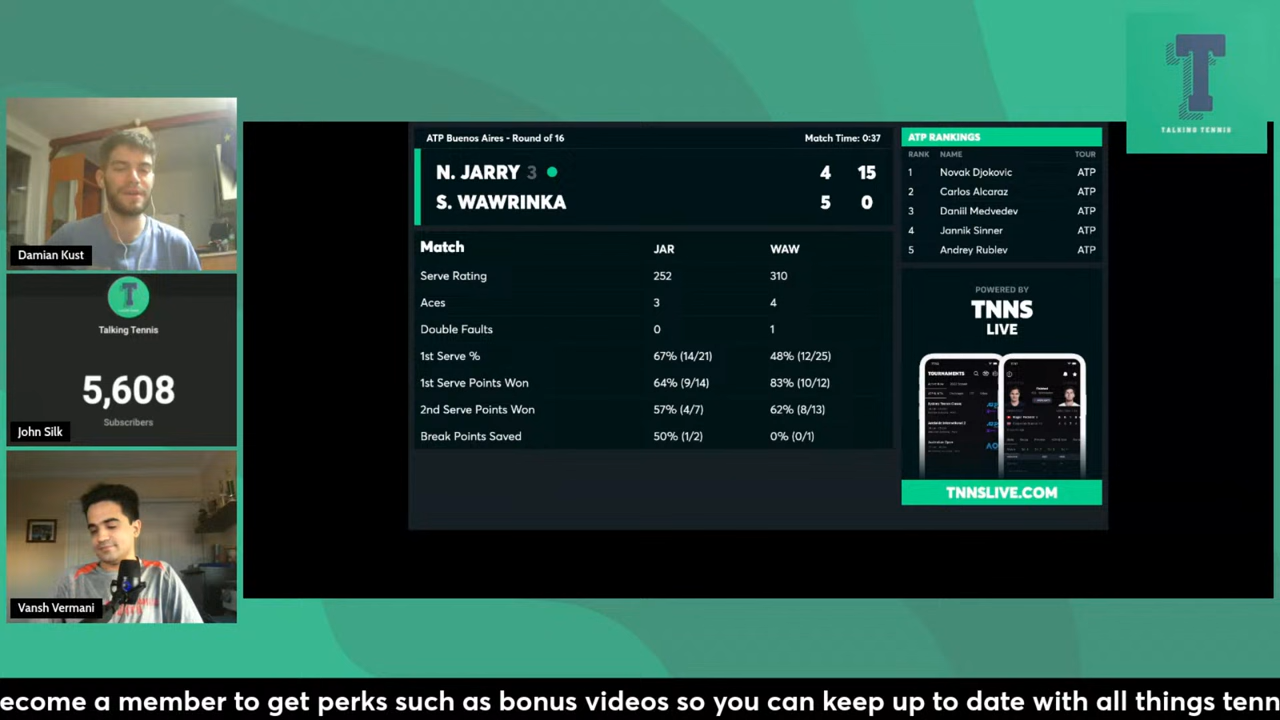 T
TALKING TENNIS
Damian Kust
T
Talking Tennis
5,608
Subscribers
John Silk
Vansh Vermani
ATP Buenos Aires - Round of 16
Match Time: 0:37
N. JARRY 3 4 15
S. WAWRINKA 5 0
Match JAR WAW
Serve Rating 252 310
Aces 3 4
Double Faults 0 1
1st Serve % 67% (14/21) 48% (12/25)
1st Serve Points Won 64% (9/14) 83% (10/12)
2nd Serve Points Won 57% (4/7) 62% (8/13)
Break Points Saved 50% (1/2) 0% (0/1)
ATP RANKINGS
RANK NAME TOUR
1 Novak Djokovic ATP
2 Carlos Alcaraz ATP
3 Daniil Medvedev ATP
4 Jannik Sinner ATP
5 Andrey Rublev ATP
POWERED BY
TNNS
LIVE
TOURNAMENTS
TNNSLIVE.COM
ecome a member to get perks such as bonus videos so you can keep up to date with all things tenn